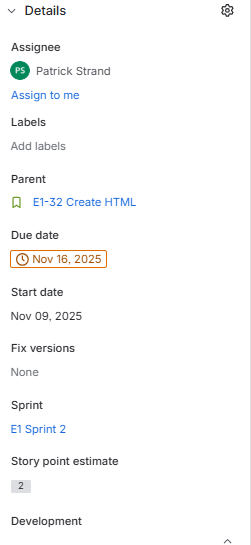 Details
Assignee
PS Patrick Strand
Assign to me
Labels
Add labels
Parent
E1-32 Create HTML
Due date
Nov 16, 2025
Start date
Nov 09, 2025
Fix versions
None
Sprint
E1 Sprint 2
Story point estimate
2
Development